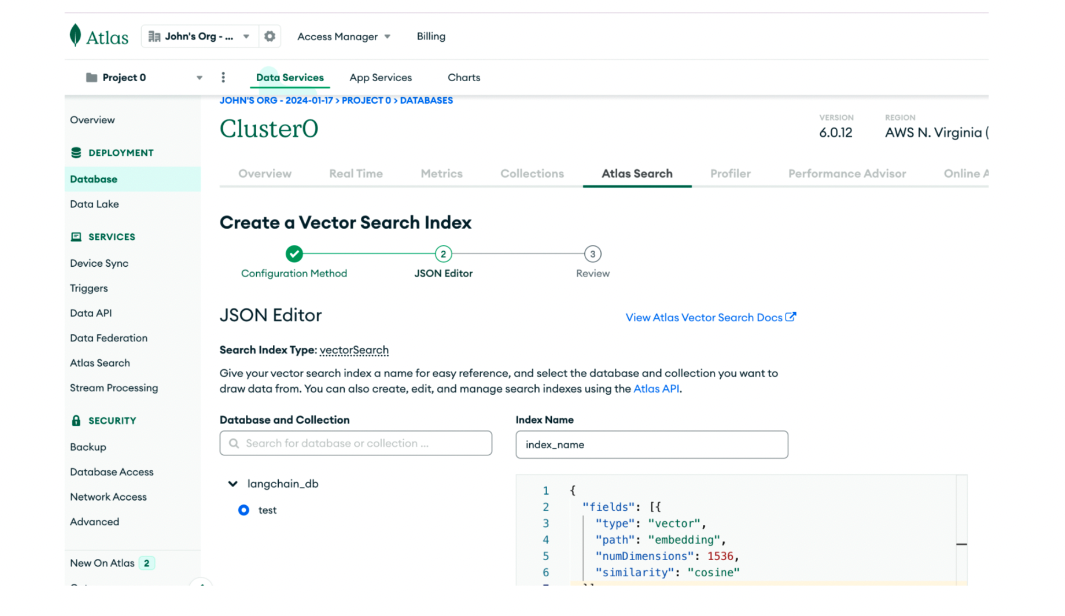 Atlas
John's Org - ...
Access Manager
Billing
Project 0
Data Services
App Services
Charts
JOHN'S ORG - 2024-01-17 > PROJECT 0 > DATABASES
Cluster0
VERSION
6.0.12
REGION
AWS N. Virginia (
Overview
DEPLOYMENT
Database
Data Lake
SERVICES
Device Sync
Triggers
Data API
Data Federation
Atlas Search
Stream Processing
SECURITY
Backup
Database Access
Network Access
Advanced
New On Atlas 2
Overview
Real Time
Metrics
Collections
Atlas Search
Profiler
Performance Advisor
Online A
Create a Vector Search Index
2
3
Configuration Method
JSON Editor
Review
JSON Editor
View Atlas Vector Search Docs
Search Index Type: vectorSearch
Give your vector search index a name for easy reference, and select the database and collection you want to
draw data from. You can also create, edit, and manage search indexes using the Atlas API.
Database and Collection
Search for database or collection ...
langchain_db
test
Index Name
index_name
1 {
2 "fields": [{
3 "type": "vector",
4 "path": "embedding",
5 "numDimensions": 1536,
6 "similarity": "cosine"